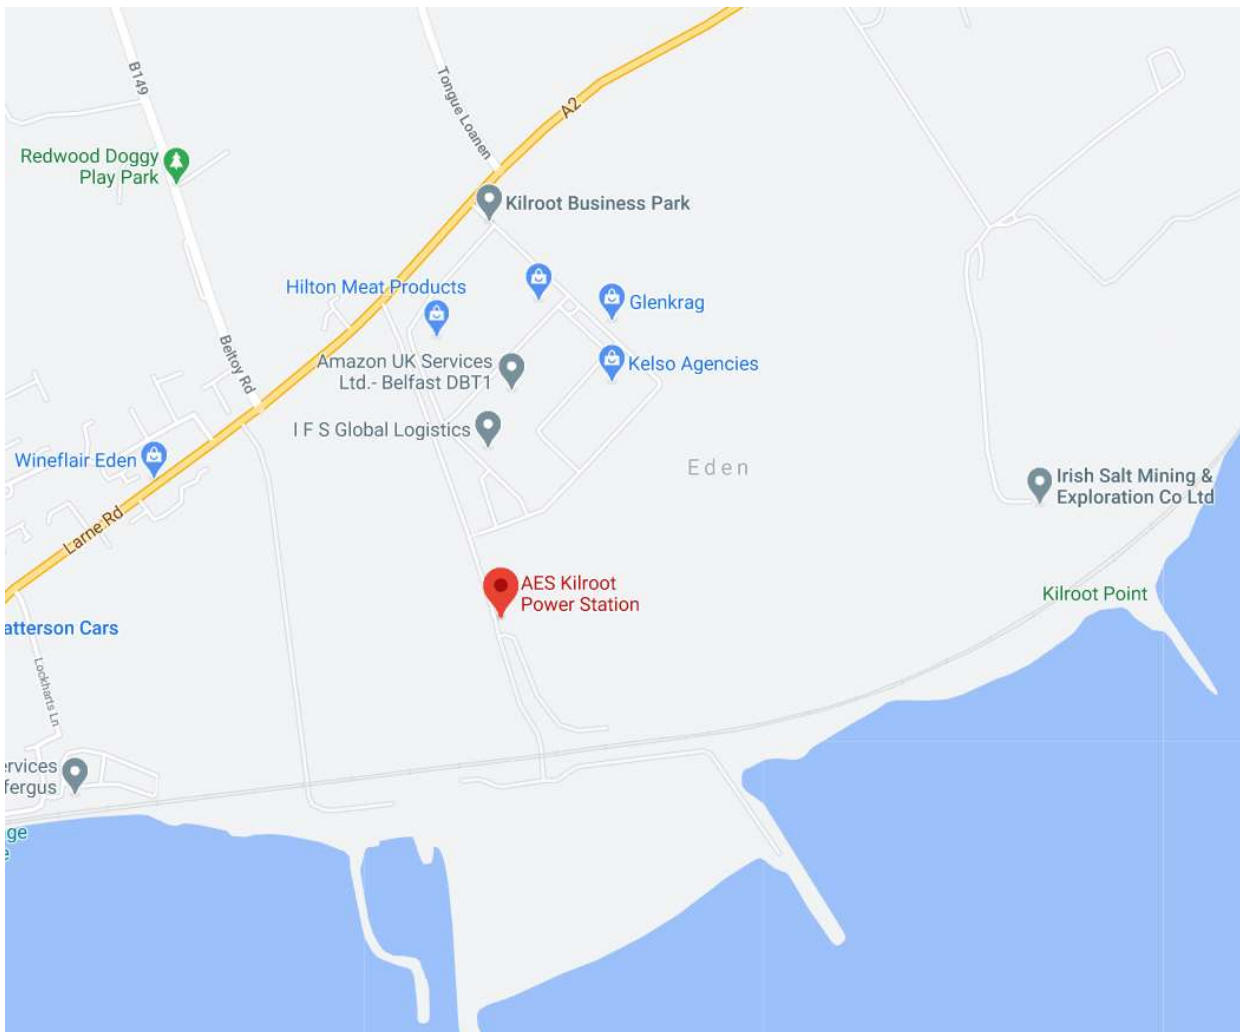 B149
Tongue Loanen
A2
Redwood Doggy
Play Park
Kilroot Business Park
Hilton Meat Products
Glenkrag
Beltoy Rd
Amazon UK Services
Ltd.- Belfast DBT1
Kelso Agencies
I F S Global Logistics
Wineflair Eden
Eden
Irish Salt Mining &
Exploration Co Ltd
Larne Rd
AES Kilroot
Power Station
Kilroot Point
atterson Cars
Lockharts Ln
ervices
fergus
ge
e